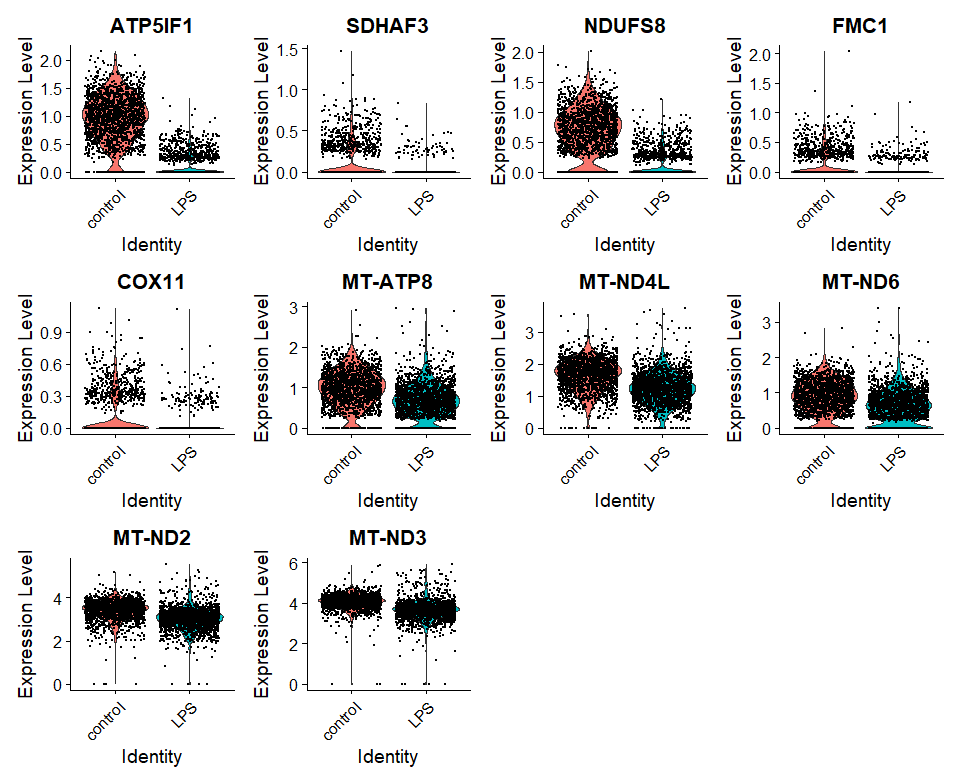 ATP5IF1
SDHAF3
NDUFS8
FMC1
Expression Level
2.0
1.5
1.0
0.5
0.0
control
LPS
Identity
Expression Level
1.5
1.0
0.5
0.0
control
LPS
Identity
Expression Level
2.0
1.5
1.0
0.5
0.0
control
LPS
Identity
Expression Level
2.0
1.5
1.0
0.5
0.0
control
LPS
Identity
COX11
MT-ATP8
MT-ND4L
MT-ND6
Expression Level
0.9
0.6
0.3
0.0
control
LPS
Identity
Expression Level
3
2
1
0
control
LPS
Identity
Expression Level
3
2
1
0
control
LPS
Identity
Expression Level
3
2
1
0
control
LPS
Identity
MT-ND2
MT-ND3
Expression Level
4
2
0
control
LPS
Identity
Expression Level
6
4
2
0
control
LPS
Identity